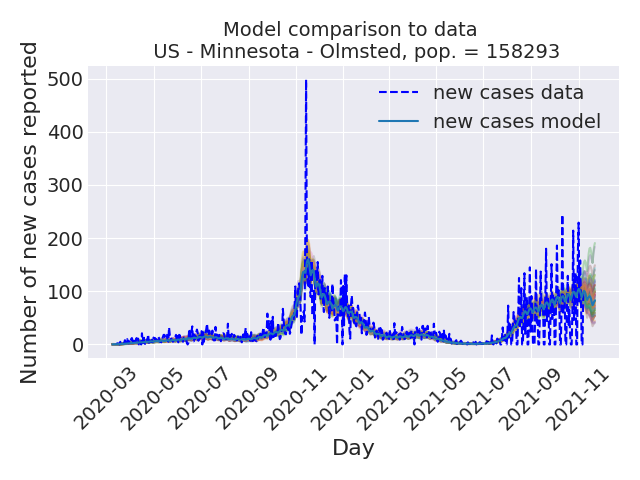 Model comparison to data
US - Minnesota - Olmsted, pop. = 158293
Number of new cases reported
500
400
300
200
100
0
new cases data
new cases model
2020-03
2020-05
2020-07
2020-09
2020-11
2021-01
2021-03
2021-05
2021-07
2021-09
2021-11
Day